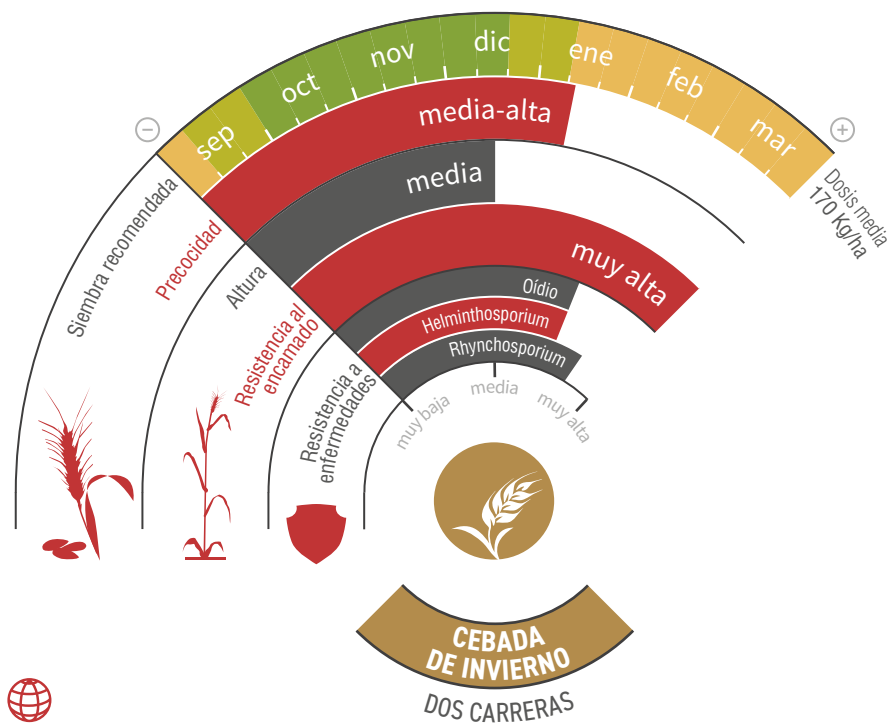 sep
oct
nov
dic
ene
feb
mar
Dosis media
170 Kg/ha
Siembra recomendada
Precocidad
media-alta
Altura
media
Resistencia al
encamado
muy alta
Resistencia a
enfermedades
Oídio
Helminthosporium
Rhynchosporium
muy baja
media
muy alta
CEBADA
DE INVIERNO
DOS CARRERAS